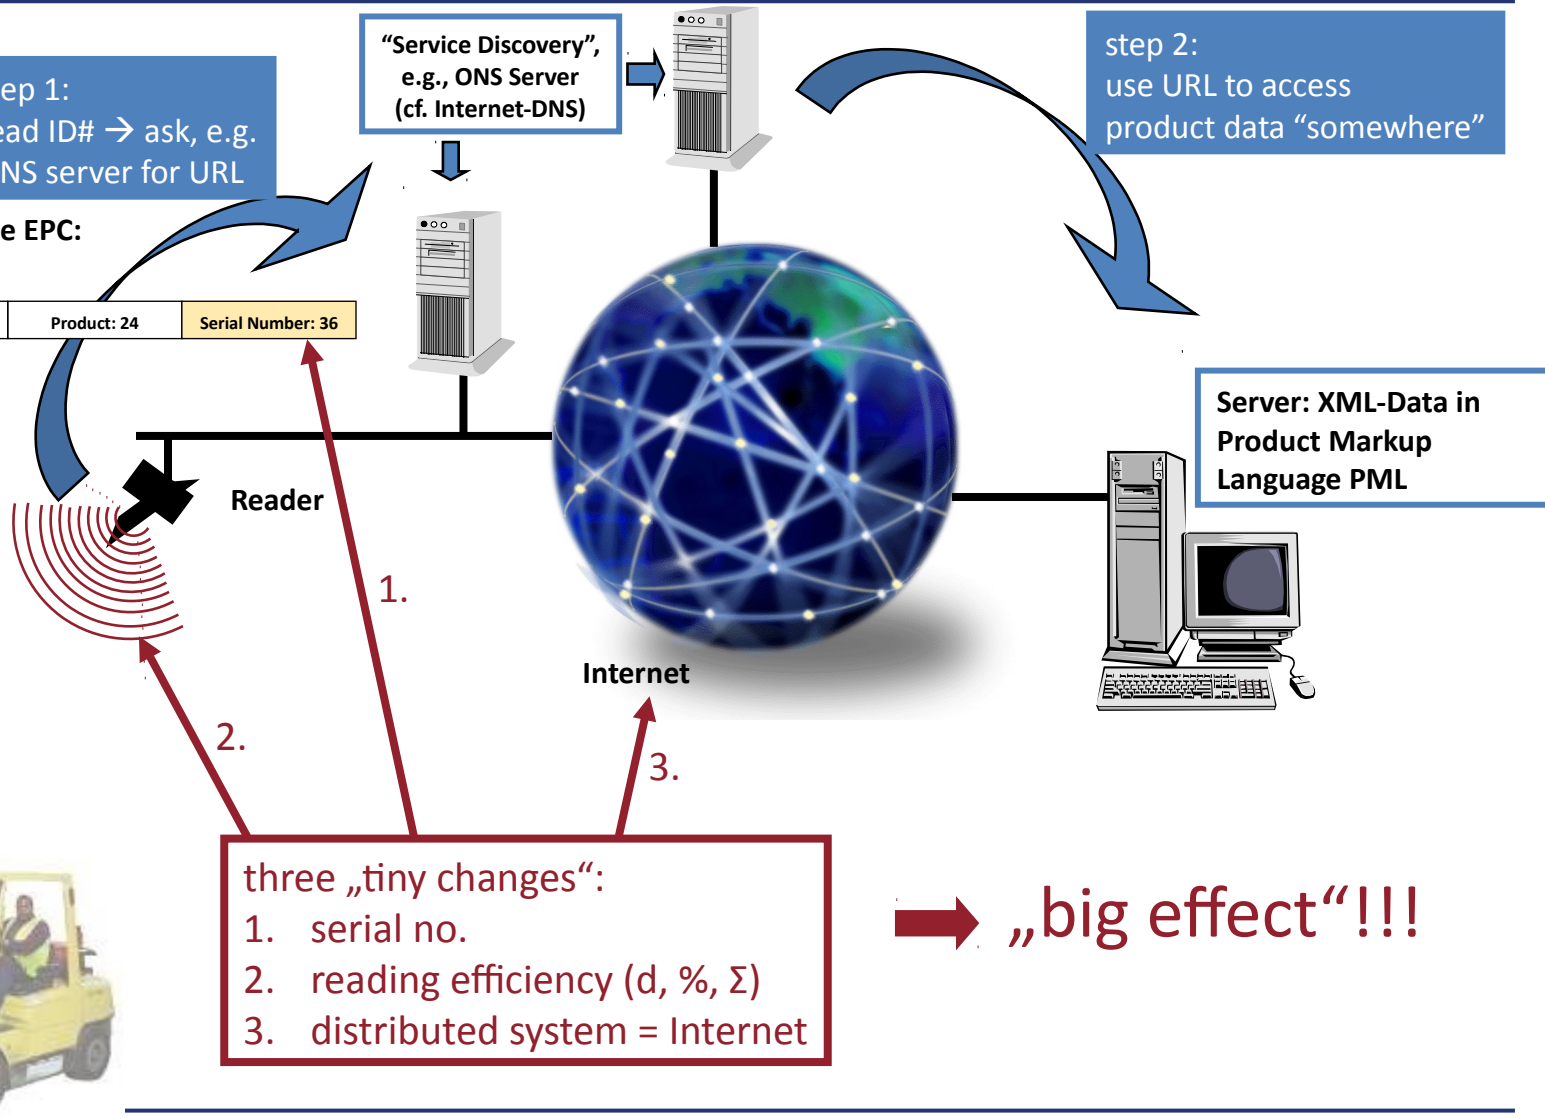 “Service Discovery”,
e.g., ONS Server
(cf. Internet-DNS)
ep 1:
ead ID# → ask, e.g.
NS server for URL
step 2:
use URL to access
product data “somewhere”
e EPC:
Product: 24
Serial Number: 36
Server: XML-Data in
Product Markup
Language PML
Reader
1.
Internet
2.
3.
three „tiny changes“:
1. serial no.
2. reading efficiency (d, %, Σ)
3. distributed system = Internet
„big effect“!!!